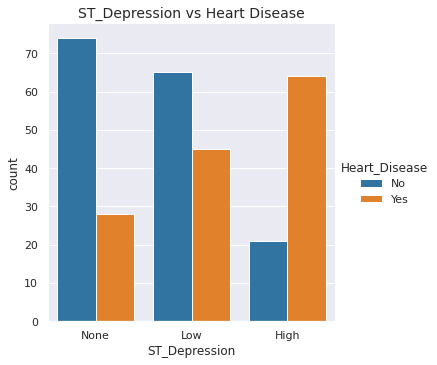 ST_Depression vs Heart Disease
70
60
50
40
30
20
10
0
count
None Low High
ST_Depression
Heart_Disease
No
Yes